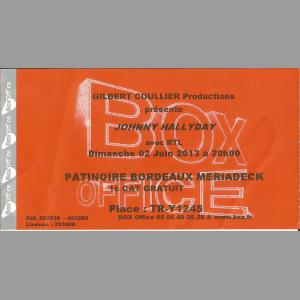 GILBERT COULLIER Productions
présente
JOHNNY HALLYDAY
avec RTL
Dimanche 02 Juin 2013 à 20h00
BOX
OFFICE
PATINOIRE BORDEAUX MERIADECK
1e CAT GRATUIT
Place : TR-Y1245
BOX Office 05 56 48 26 26 & www.box.fr